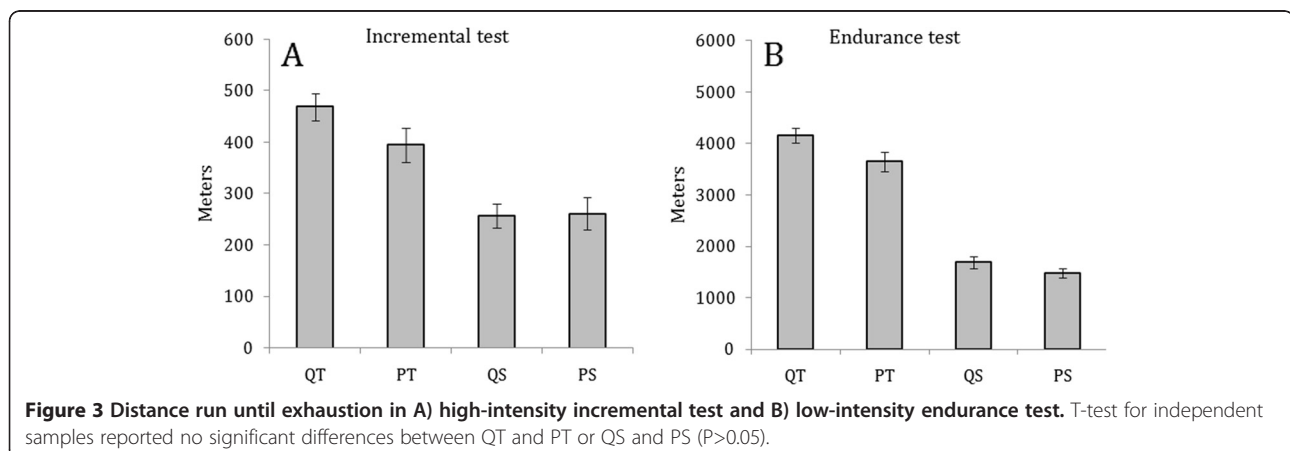 Incremental test
A
600
500
400
300
200
100
0
Meters
QT PT QS PS
Endurance test
B
6000
5000
4000
3000
2000
1000
0
Meters
QT PT QS PS
Figure 3 Distance run until exhaustion in A) high-intensity incremental test and B) low-intensity endurance test. T-test for independent
samples reported no significant differences between QT and PT or QS and PS (P>0.05).